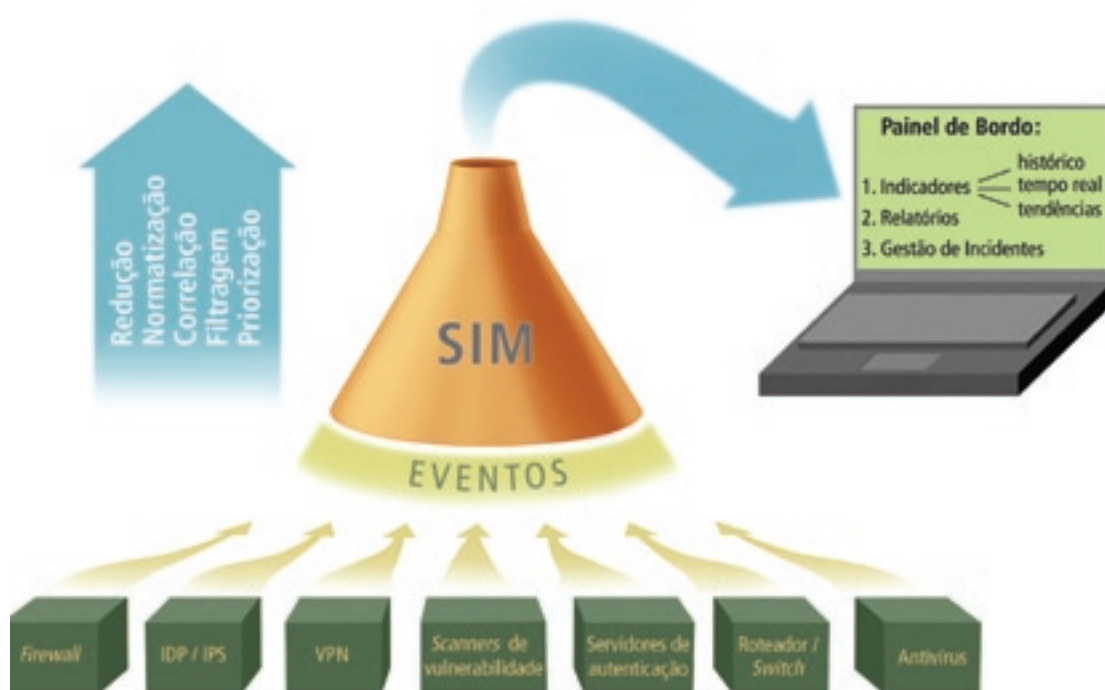 Redução
Normatização
Correlação
Filtragem
Priorização
Painel de Bordo:
histórico
1. Indicadores
tempo real
tendências
2. Relatórios
3. Gestão de Incidentes
SIM
EVENTOS
Firewall
IDP / IPS
VPN
Scanners de
vulnerabilidade
Servidores de
autenticação
Roteador /
Switch
Antivírus